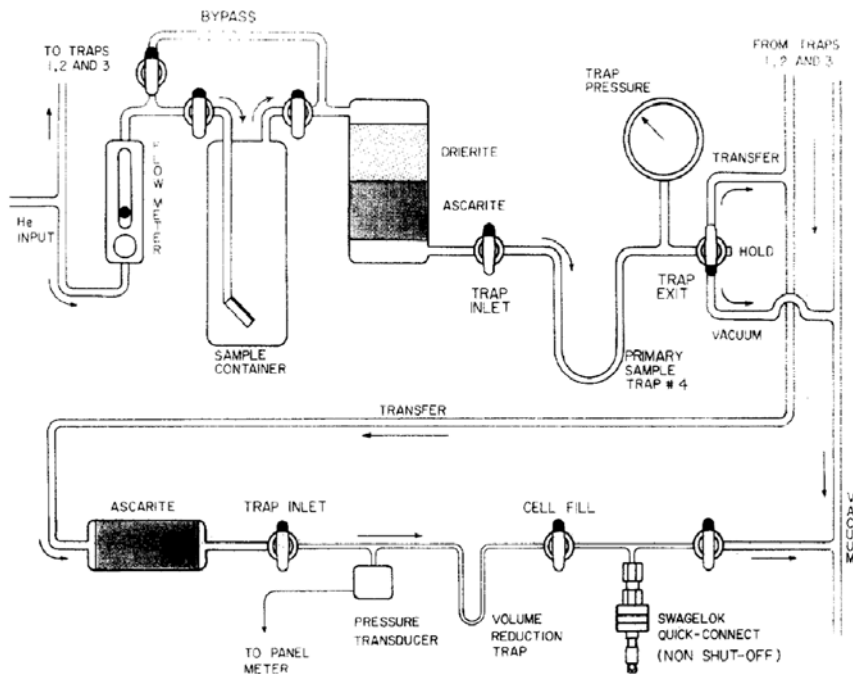 BYPASS
TO TRAPS
1,2 AND 3
FROM TRAPS
1, 2 AND 3
TRAP
PRESSURE
FLOW METER
DRIERITE
TRANSFER
ASCARITE
He
INPUT
HOLD
TRAP
INLET
TRAP
EXIT
VACUUM
SAMPLE
CONTAINER
PRIMARY
SAMPLE
TRAP # 4
TRANSFER
ASCARITE
TRAP INLET
CELL FILL
VACUUM
PRESSURE
TRANSDUCER
VOLUME
REDUCTION
TRAP
SWAGELOK
QUICK-CONNECT
(NON SHUT-OFF)
TO PANEL
METER